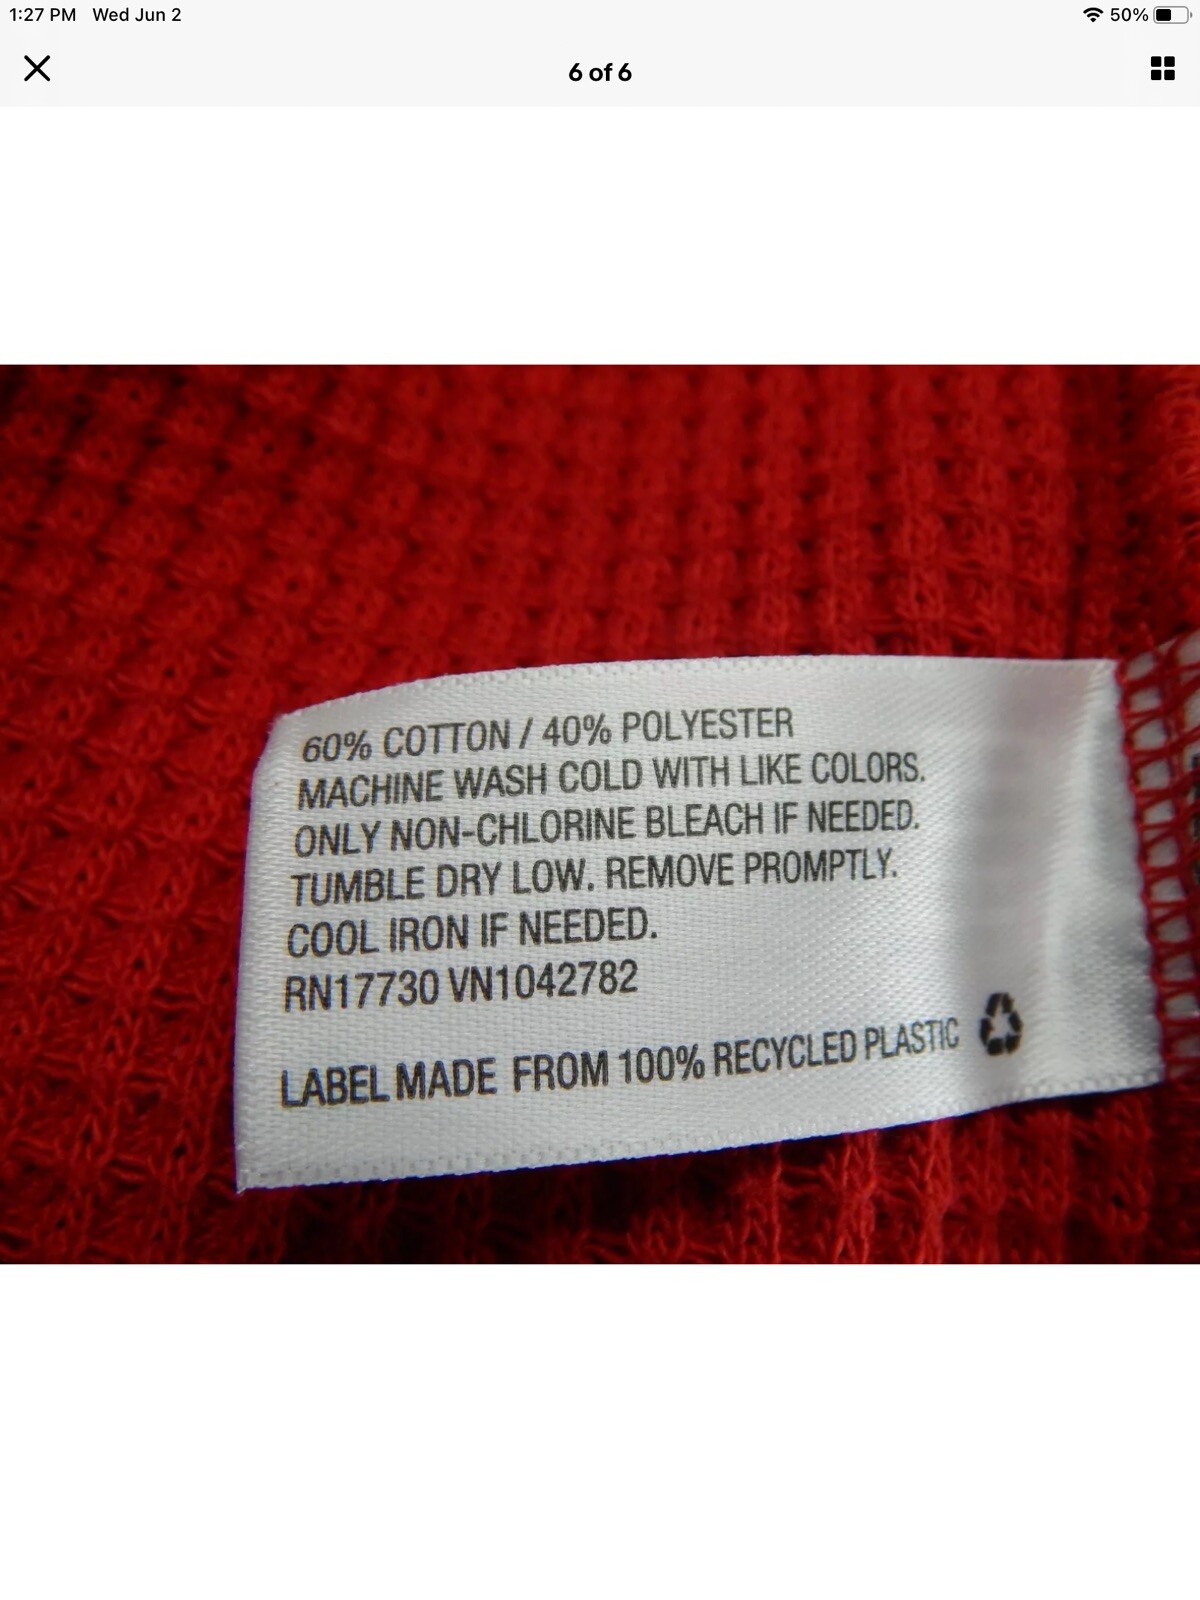 1:27 PM Wed Jun 2
50%
6 of 6
60% COTTON / 40% POLYESTER
MACHINE WASH COLD WITH LIKE COLORS.
ONLY NON-CHLORINE BLEACH IF NEEDED.
TUMBLE DRY LOW. REMOVE PROMPTLY.
COOL IRON IF NEEDED.
RN17730 VN1042782
LABEL MADE FROM 100% RECYCLED PLASTIC